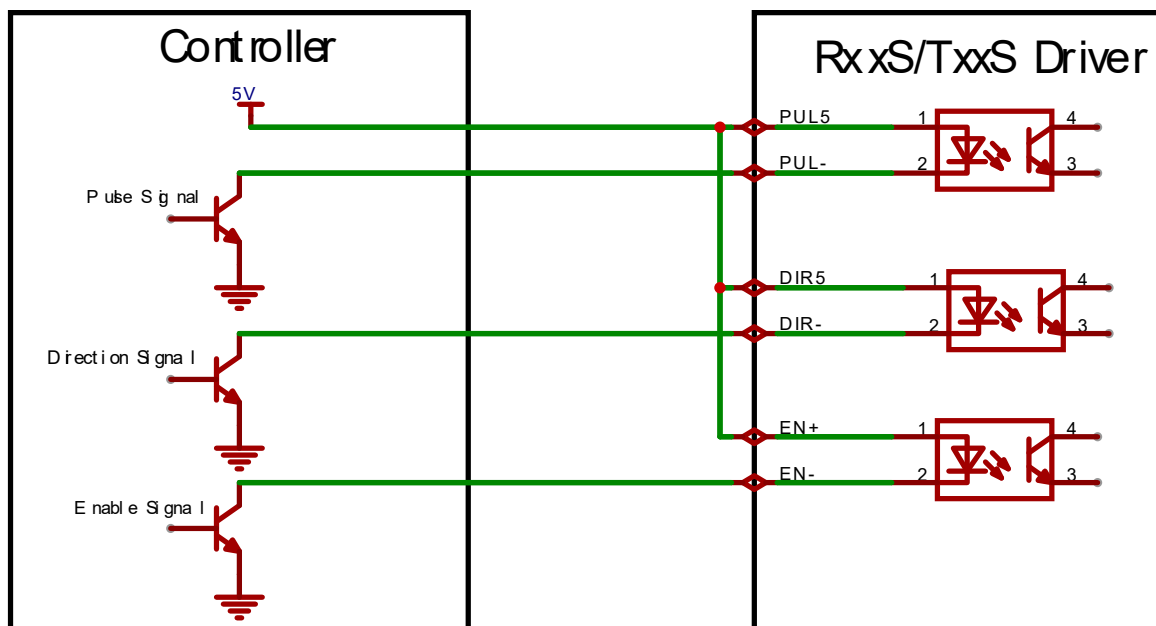 Controller
RxxS/TxxS Driver
5V
PUL5
1
4
PUL-
2
3
Pulse Signal
DIR5
1
4
DIR-
2
3
Direction Signal
EN+
1
4
EN-
2
3
Enable Signal